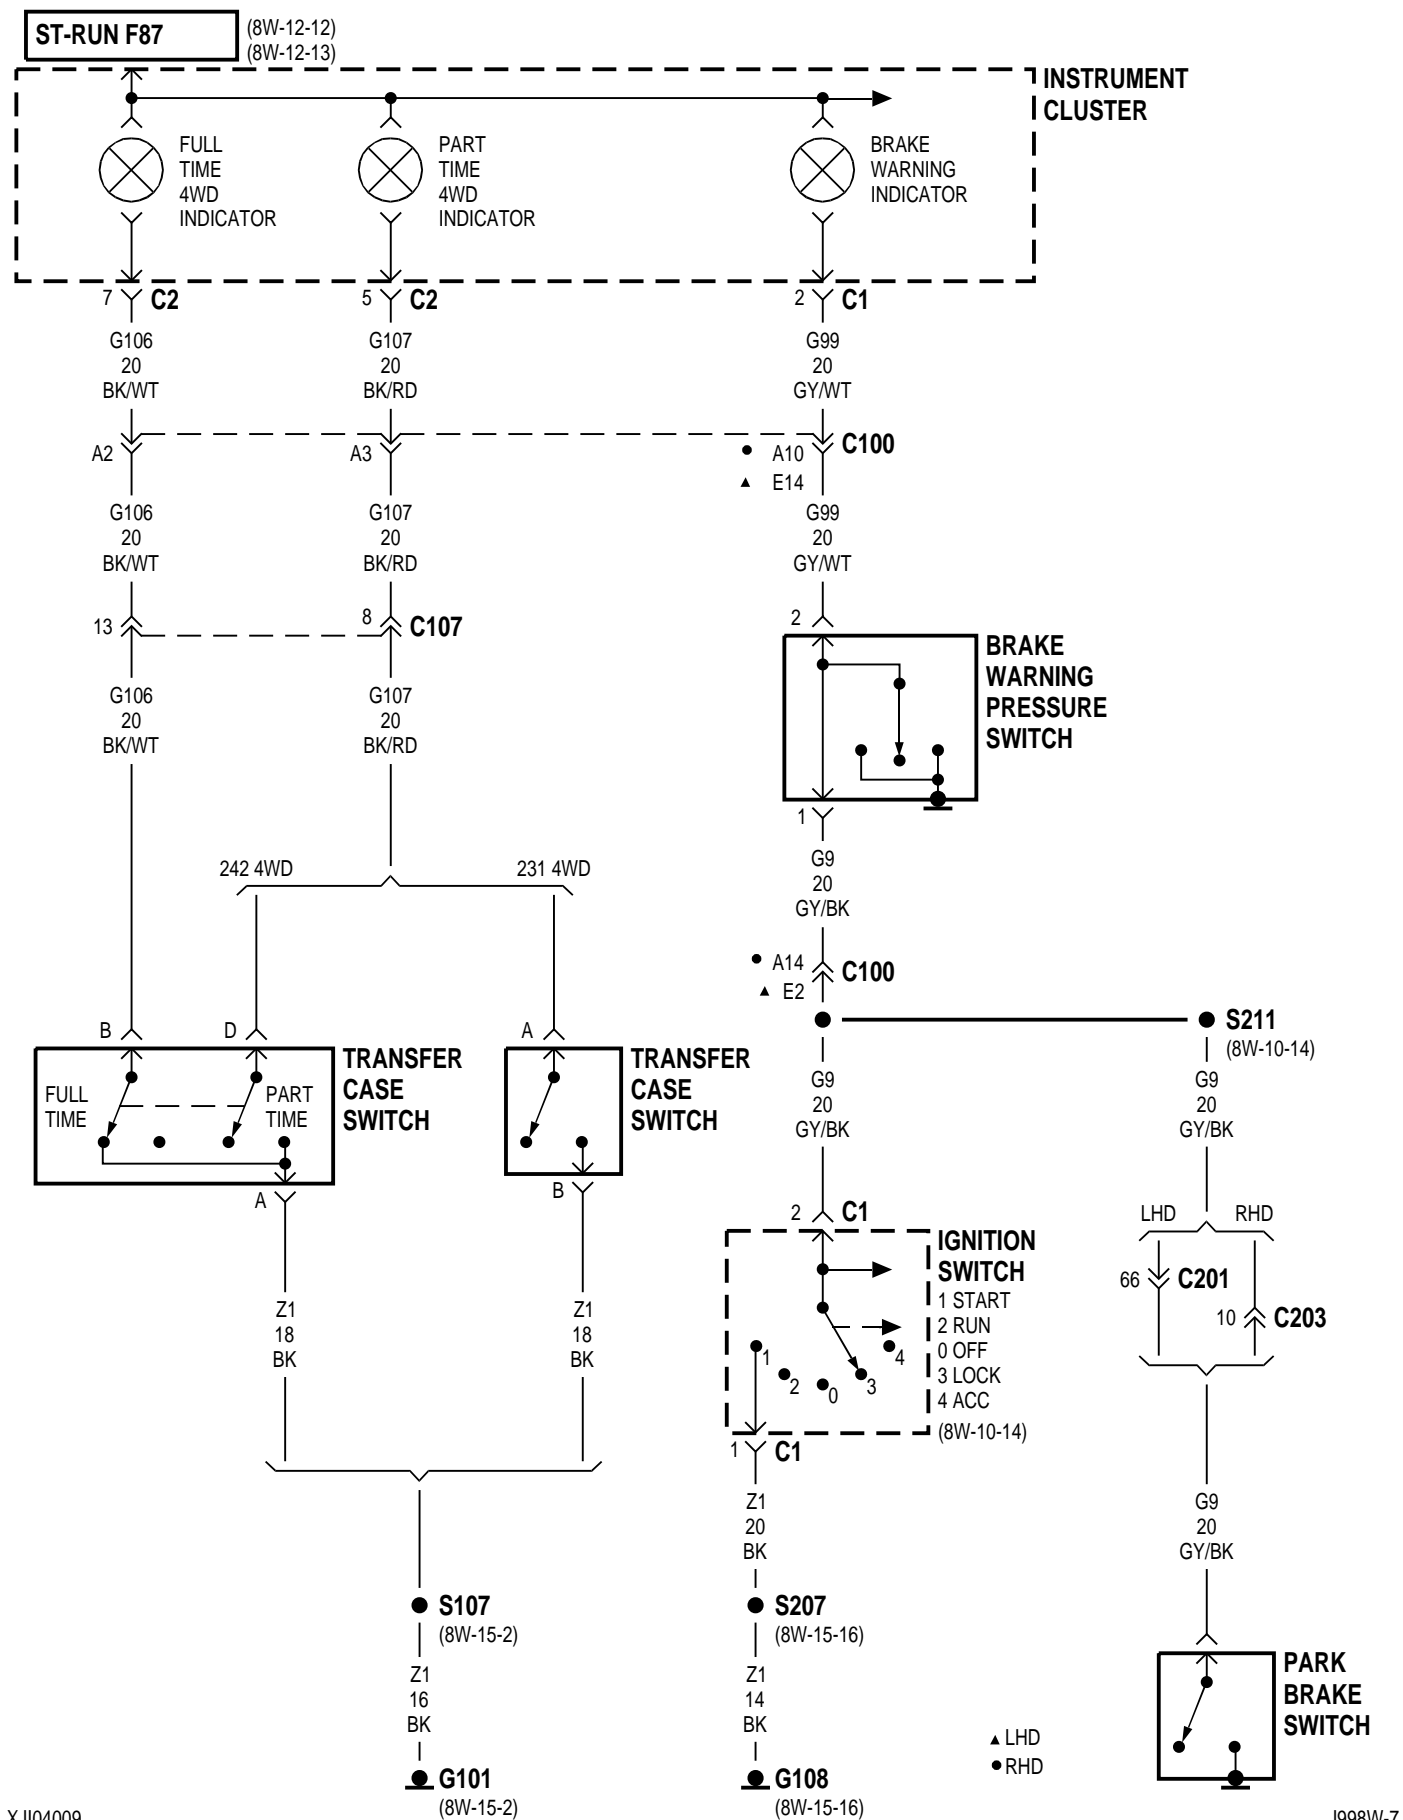 ST-RUN F87
(8W-12-12)
(8W-12-13)
INSTRUMENT
CLUSTER
FULL
TIME
4WD
INDICATOR
PART
TIME
4WD
INDICATOR
BRAKE
WARNING
INDICATOR
7 C2
5 C2
2 C1
G106
20
BK/WT
G107
20
BK/RD
G99
20
GY/WT
A2
A3
● A10
▲ E14
C100
G106
20
BK/WT
G107
20
BK/RD
G99
20
GY/WT
13
8
C107
2
BRAKE
WARNING
PRESSURE
SWITCH
G106
20
BK/WT
G107
20
BK/RD
1
G9
20
GY/BK
242 4WD
231 4WD
● A14
▲ E2
C100
S211
(8W-10-14)
B
D
A
FULL
TIME
PART
TIME
TRANSFER
CASE
SWITCH
TRANSFER
CASE
SWITCH
G9
20
GY/BK
G9
20
GY/BK
A
B
2 C1
LHD
RHD
IGNITION
SWITCH
1 START
2 RUN
0 OFF
3 LOCK
4 ACC
(8W-10-14)
1
2
0
3
4
66 C201
10 C203
Z1
18
BK
Z1
18
BK
1 C1
Z1
20
BK
G9
20
GY/BK
S107
(8W-15-2)
S207
(8W-15-16)
Z1
16
BK
Z1
14
BK
PARK
BRAKE
SWITCH
▲ LHD
● RHD
G101
(8W-15-2)
G108
(8W-15-16)
XJI04009
J998W-7